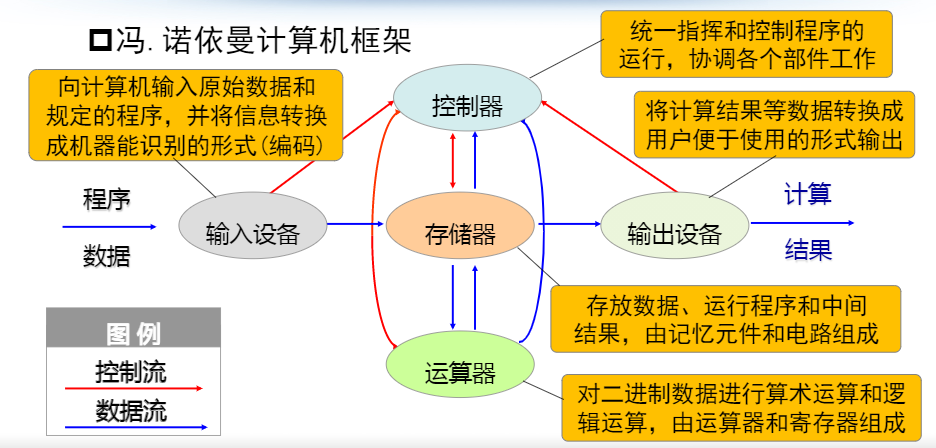 冯.诺依曼计算机框架
统一指挥和控制程序的
运行，协调各个部件工作
向计算机输入原始数据和
规定的程序，并将信息转换
成机器能识别的形式(编码)
控制器
将计算结果等数据转换成
用户便于使用的形式输出
程序
数据
输入设备
存储器
输出设备
计算
结果
存放数据、运行程序和中间
结果，由记忆元件和电路组成
图例
控制流
数据流
运算器
对二进制数据进行算术运算和逻
辑运算，由运算器和寄存器组成